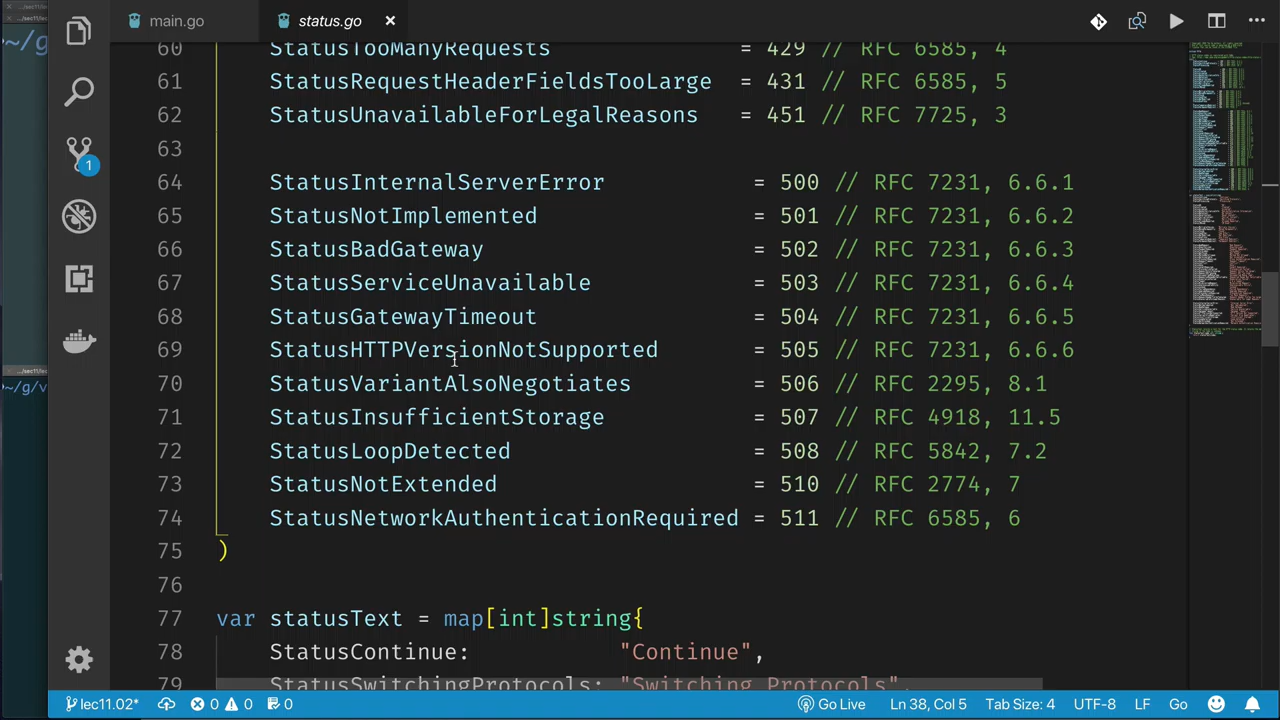 .../sec11/lec
.../sec11/lec
~/g
.../sec11/lec
~/g/v
main.go
status.go
60 StatusTooManyRequests = 429 // RFC 6585, 4
61 StatusRequestHeaderFieldsTooLarge = 431 // RFC 6585, 5
62 StatusUnavailableForLegalReasons = 451 // RFC 7725, 3
63
64 StatusInternalServerError = 500 // RFC 7231, 6.6.1
65 StatusNotImplemented = 501 // RFC 7231, 6.6.2
66 StatusBadGateway = 502 // RFC 7231, 6.6.3
67 StatusServiceUnavailable = 503 // RFC 7231, 6.6.4
68 StatusGatewayTimeout = 504 // RFC 7231, 6.6.5
69 StatusHTTPVersionNotSupported = 505 // RFC 7231, 6.6.6
70 StatusVariantAlsoNegotiates = 506 // RFC 2295, 8.1
71 StatusInsufficientStorage = 507 // RFC 4918, 11.5
72 StatusLoopDetected = 508 // RFC 5842, 7.2
73 StatusNotExtended = 510 // RFC 2774, 7
74 StatusNetworkAuthenticationRequired = 511 // RFC 6585, 6
75 )
76
77 var statusText = map[int]string{
78 StatusContinue: "Continue",
79 StatusSwitchingProtocols: "Switching Protocols",
1
lec11.02* 0 0 0 Go Live Ln 38, Col 5 Tab Size: 4 UTF-8 LF Go